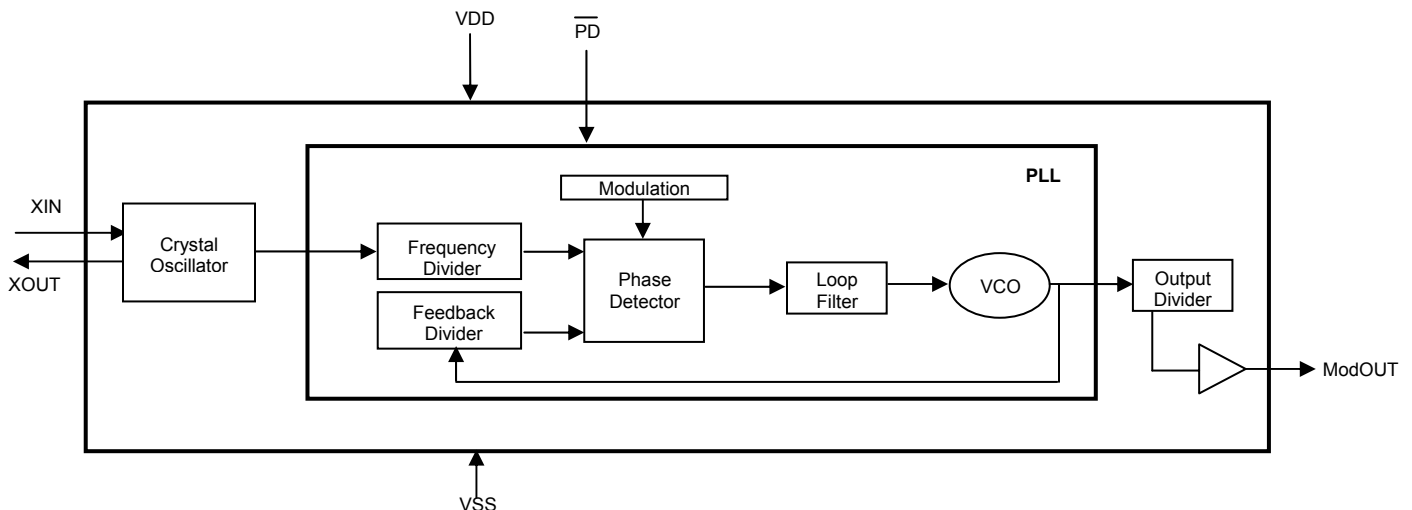 VDD
PD
PLL
Modulation
XIN
XOUT
Crystal
Oscillator
Frequency
Divider
Feedback
Divider
Phase
Detector
Loop
Filter
VCO
Output
Divider
ModOUT
VSS